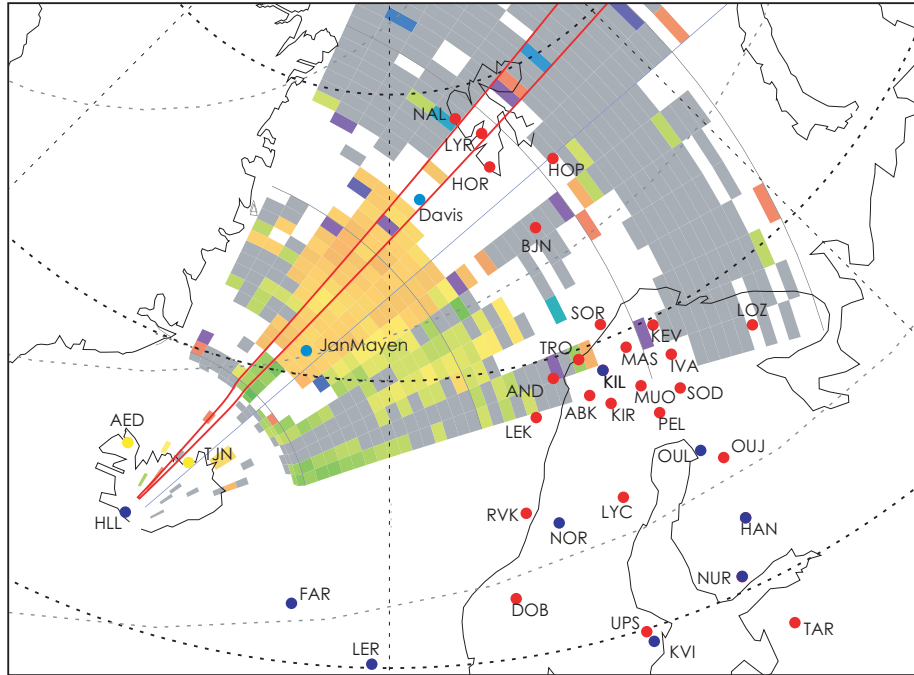 NAL
LYR
HOR
HOP
Davis
BJN
SOR
KEV
LOZ
JanMayen
TRO
MAS
IVA
KIL
AND
MUO
SOD
ABK
KIR
LEK
PEL
AED
TJN
OUL
OUJ
HLL
RVK
LYC
NOR
HAN
NUR
FAR
DOB
UPS
TAR
KVI
LER